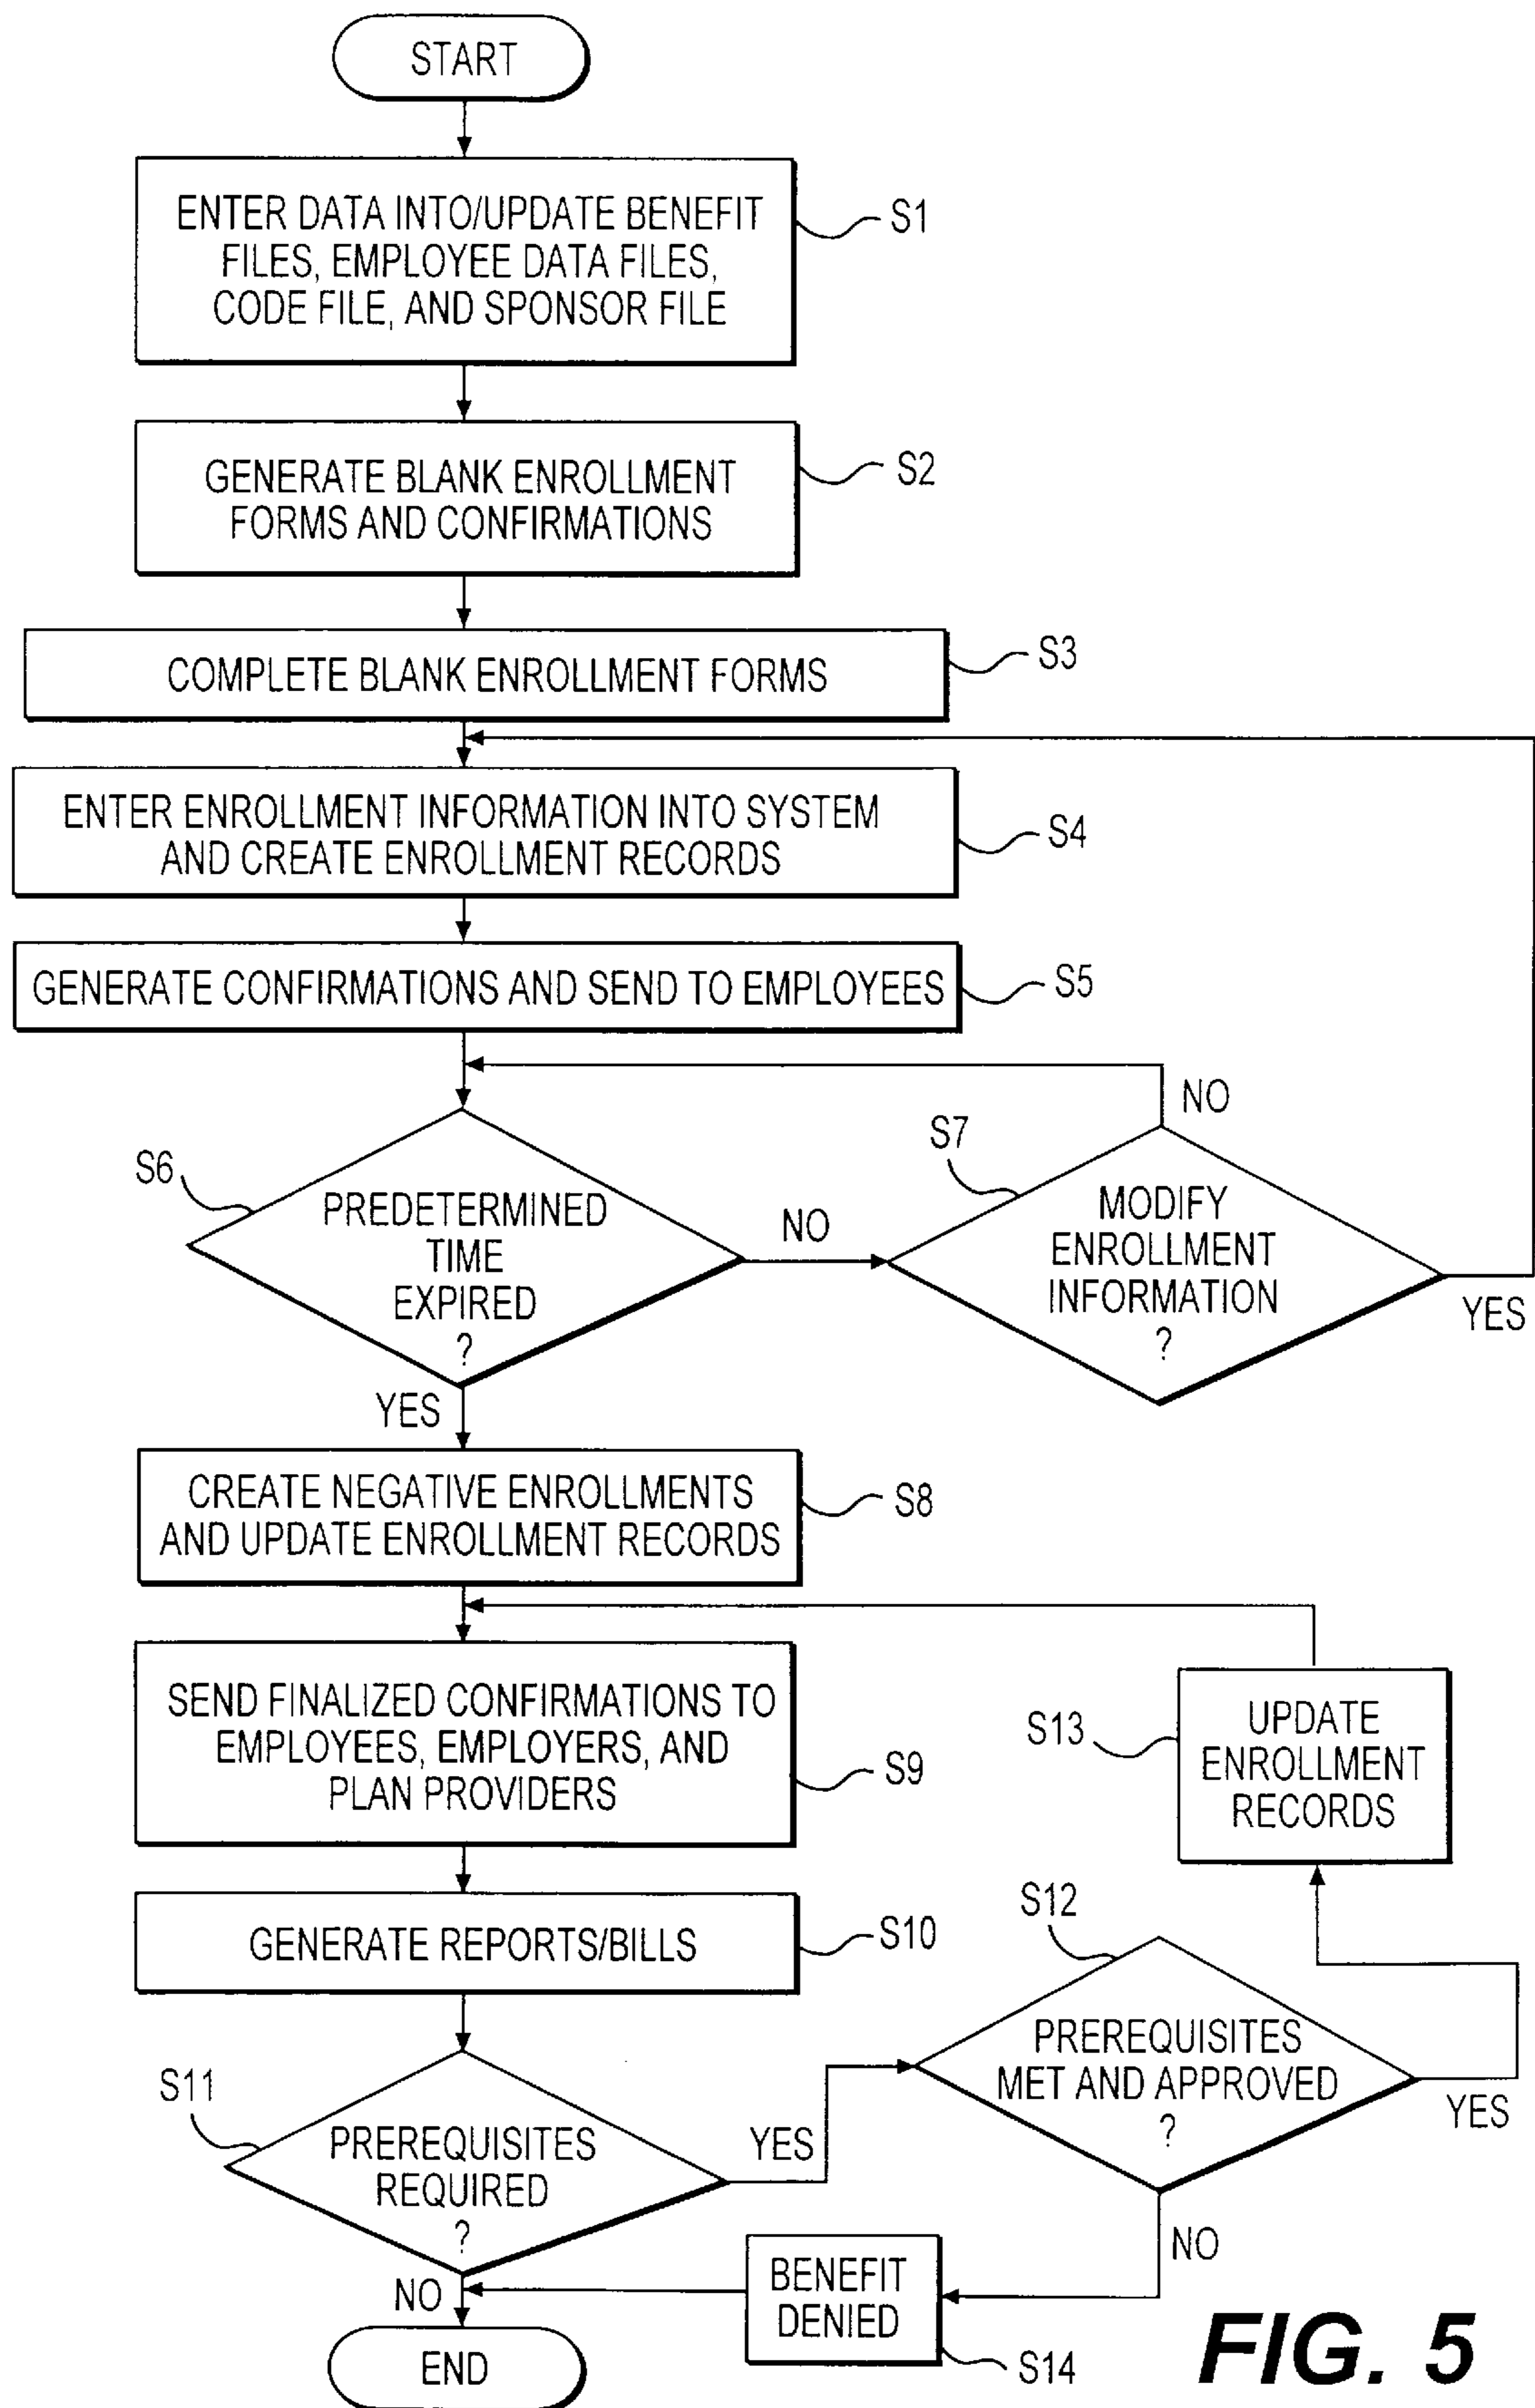 START
ENTER DATA INTO/UPDATE BENEFIT
FILES, EMPLOYEE DATA FILES,
CODE FILE, AND SPONSOR FILE
S1
GENERATE BLANK ENROLLMENT
FORMS AND CONFIRMATIONS
S2
COMPLETE BLANK ENROLLMENT FORMS
S3
ENTER ENROLLMENT INFORMATION INTO SYSTEM
AND CREATE ENROLLMENT RECORDS
S4
GENERATE CONFIRMATIONS AND SEND TO EMPLOYEES
S5
S6
PREDETERMINED
TIME
EXPIRED
?
NO
YES
S7
MODIFY
ENROLLMENT
INFORMATION
?
NO
YES
CREATE NEGATIVE ENROLLMENTS
AND UPDATE ENROLLMENT RECORDS
S8
SEND FINALIZED CONFIRMATIONS TO
EMPLOYEES, EMPLOYERS, AND
PLAN PROVIDERS
S9
S13
UPDATE
ENROLLMENT
RECORDS
GENERATE REPORTS/BILLS
S10
S11
PREREQUISITES
REQUIRED
?
YES
NO
S12
PREREQUISITES
MET AND APPROVED
?
YES
NO
BENEFIT
DENIED
S14
END
FIG. 5